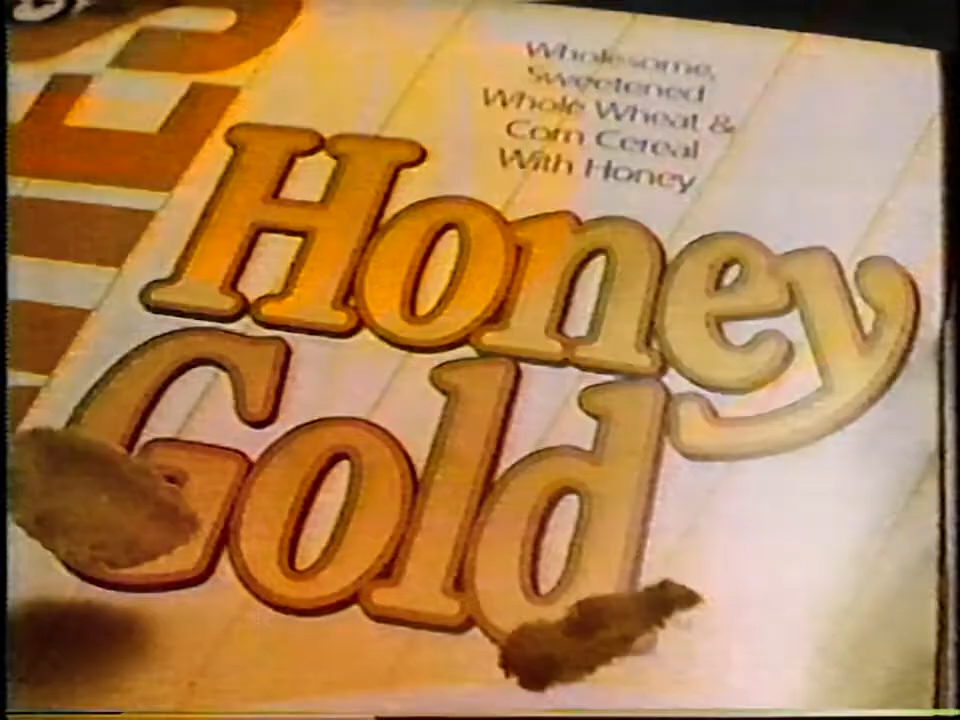 Wholesome,
Sweetened
Whole Wheat &
Corn Cereal
With Honey
Honey
Gold